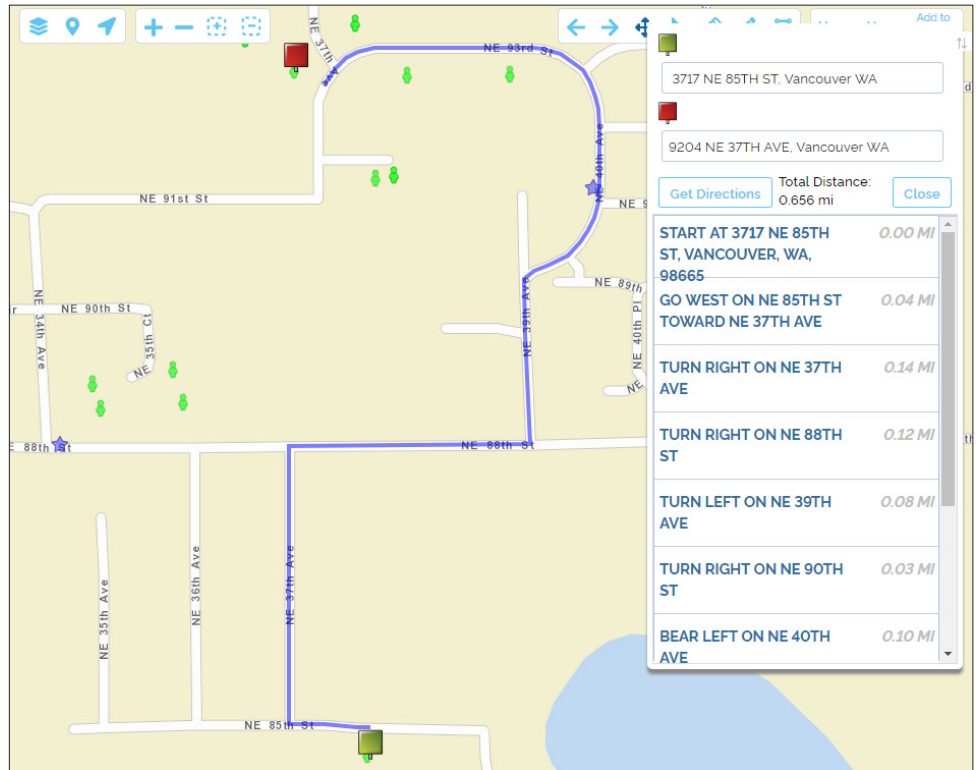 Add to
3717 NE 85TH ST, Vancouver WA
9204 NE 37TH AVE, Vancouver WA
Get Directions
Total Distance:
0.656 mi
Close
START AT 3717 NE 85TH
ST, VANCOUVER, WA,
98665
0.00 MI
GO WEST ON NE 85TH ST
TOWARD NE 37TH AVE
0.04 MI
TURN RIGHT ON NE 37TH
AVE
0.14 MI
TURN RIGHT ON NE 88TH
ST
0.12 MI
TURN LEFT ON NE 39TH
AVE
0.08 MI
TURN RIGHT ON NE 90TH
ST
0.03 MI
BEAR LEFT ON NE 40TH
AVE
0.10 MI
NE 37th Ave
NE 93rd St
NE 40th Ave
NE 91st St
NE 9
NE 89th
NE 34th Ave
NE 90th St
NE 35th Ct
NE 39th Ave
NE 40th Pl
NE
E 88th St
NE 88th St
th
NE 35th Ave
NE 36th Ave
NE 37th Ave
NE 85th St